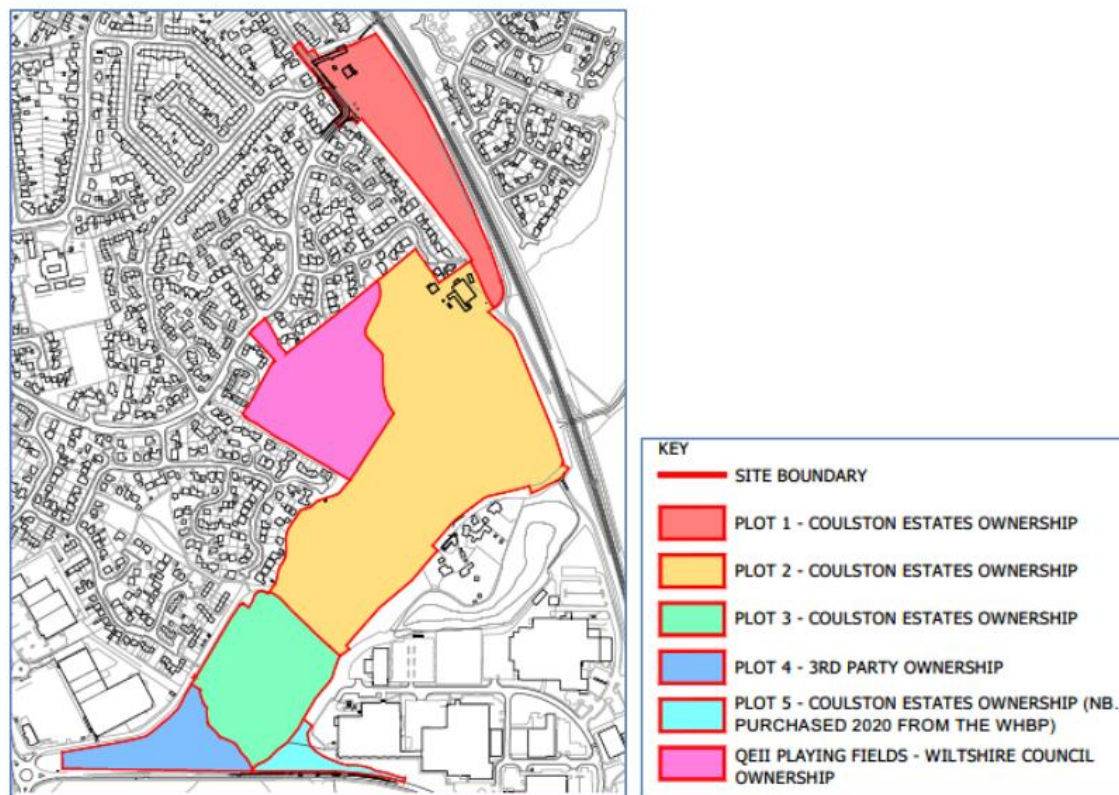 KEY
SITE BOUNDARY
PLOT 1 - COULSTON ESTATES OWNERSHIP
PLOT 2 - COULSTON ESTATES OWNERSHIP
PLOT 3 - COULSTON ESTATES OWNERSHIP
PLOT 4 - 3RD PARTY OWNERSHIP
PLOT 5 - COULSTON ESTATES OWNERSHIP (NB.
PURCHASED 2020 FROM THE WHBP)
QEII PLAYING FIELDS - WILTSHIRE COUNCIL
OWNERSHIP